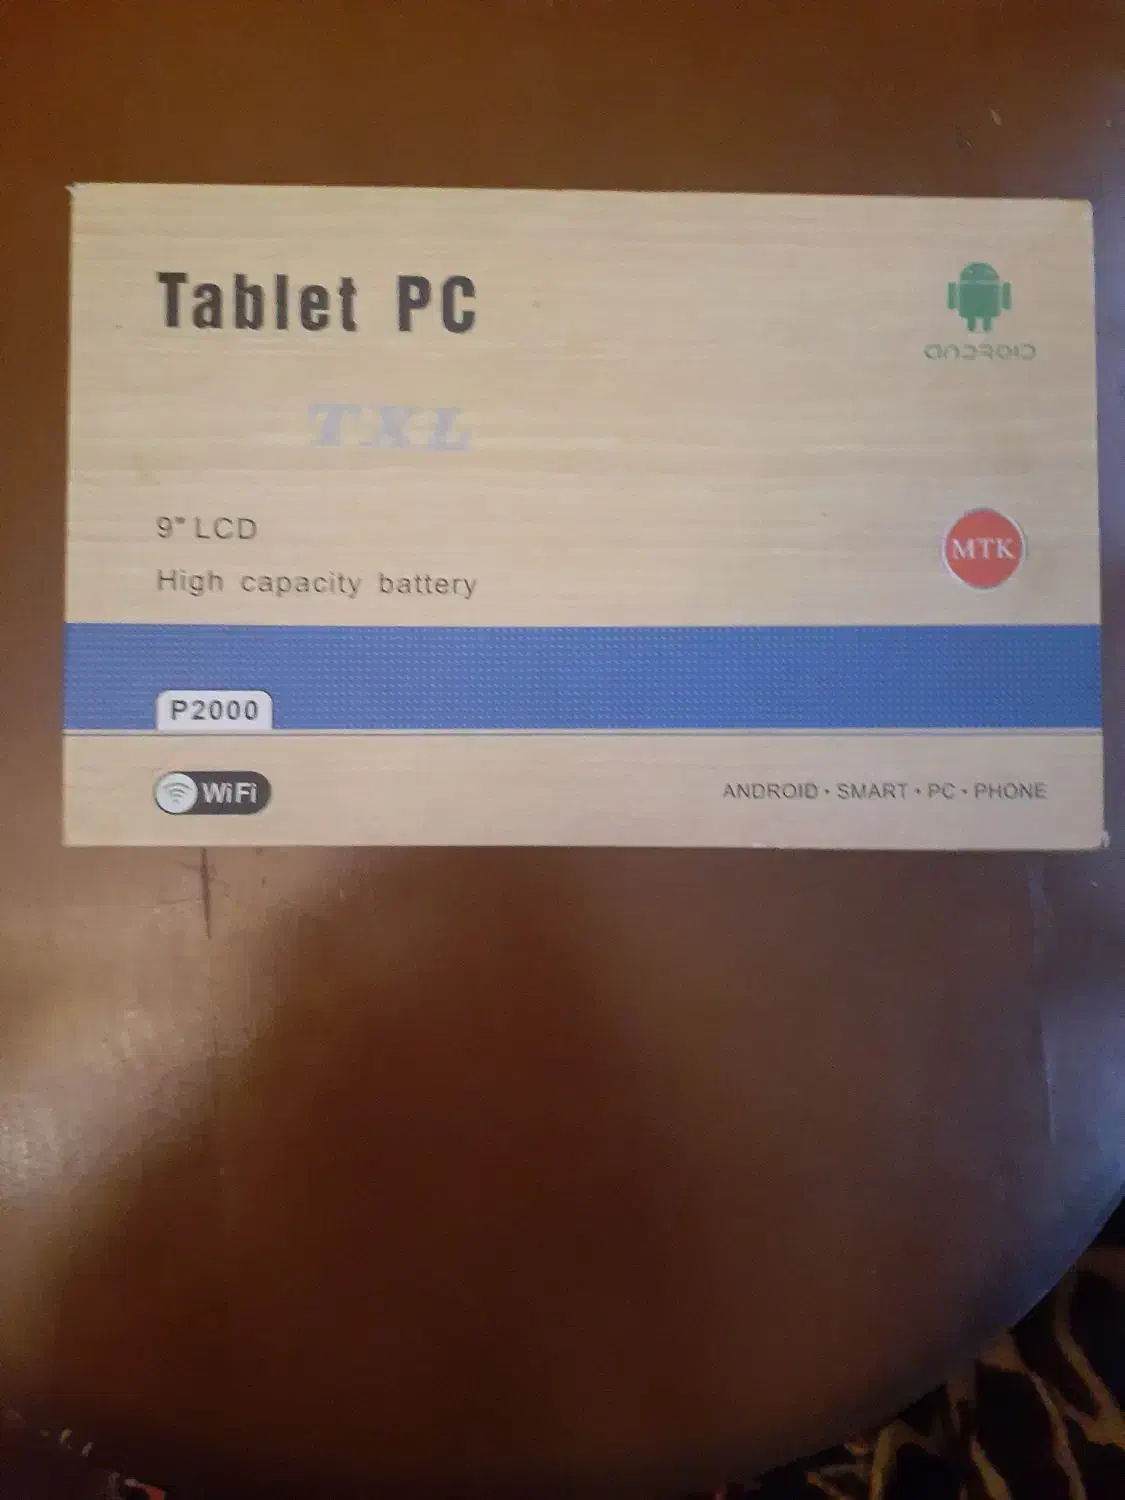 Tablet PC
ANDROID
TXL
9" LCD
MTK
High capacity battery
P2000
WiFi
ANDROID • SMART • PC • PHONE